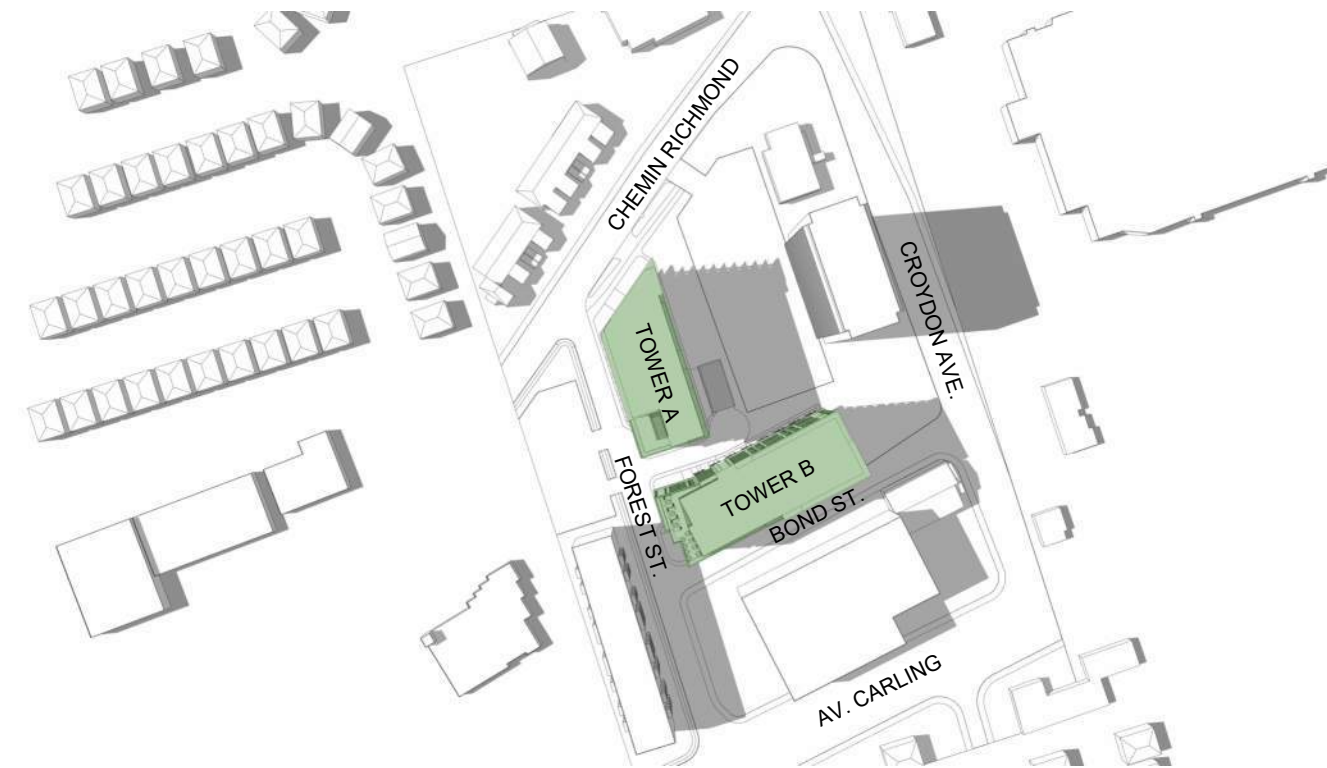 CHEMIN RICHMOND
CROYDON AVE.
TOWER A
TOWER B
FOREST ST.
BOND ST.
AV. CARLING